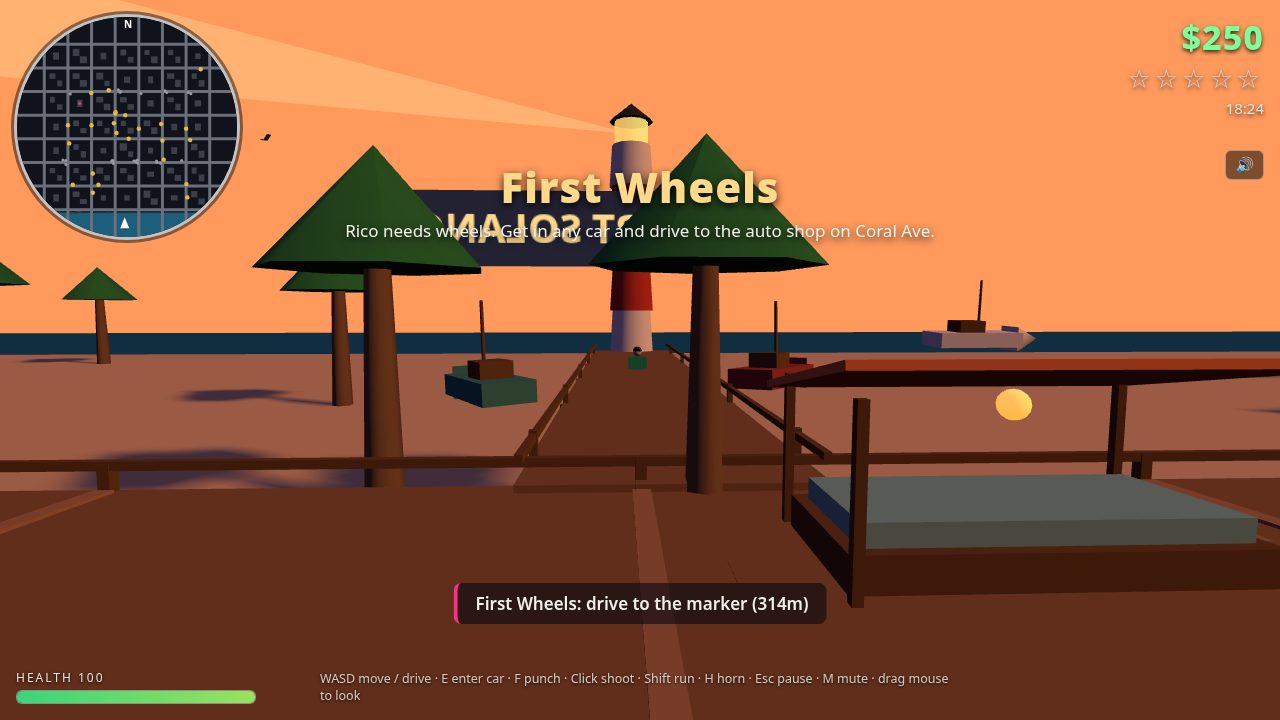 N
$250
18:24
First Wheels
Rico needs wheels. Get in any car and drive to the auto shop on Coral Ave.
First Wheels: drive to the marker (314m)
HEALTH 100
WASD move / drive · E enter car · F punch · Click shoot · Shift run · H horn · Esc pause · M mute · drag mouse
to look